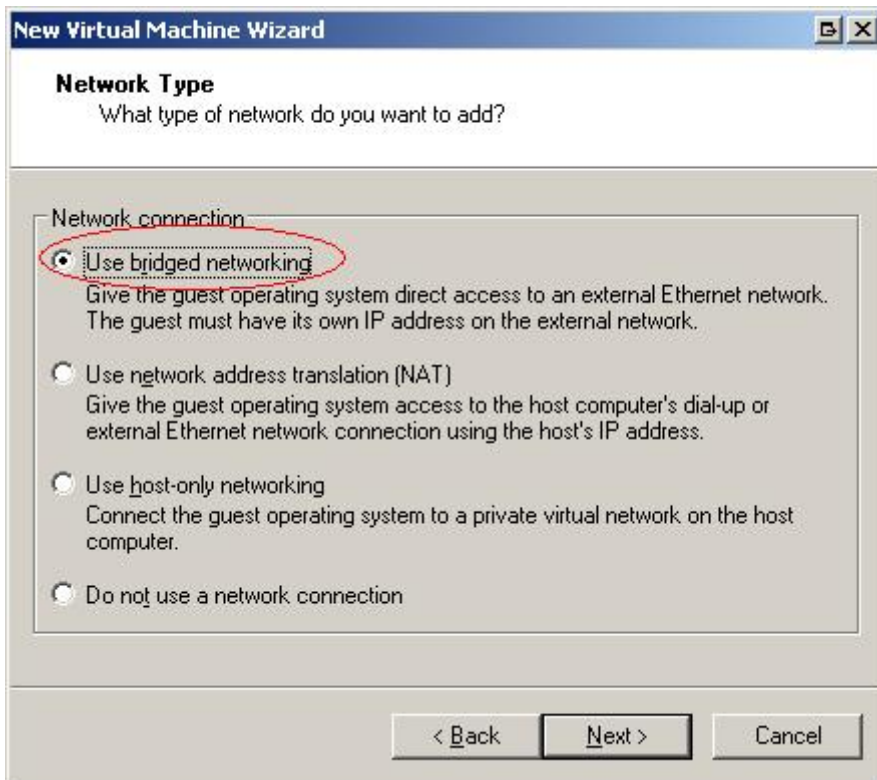 New Virtual Machine Wizard
Network Type
What type of network do you want to add?
Network connection
Use bridged networking
Give the guest operating system direct access to an external Ethernet network.
The guest must have its own IP address on the external network.
Use network address translation (NAT)
Give the guest operating system access to the host computer's dial-up or
external Ethernet network connection using the host's IP address.
Use host-only networking
Connect the guest operating system to a private virtual network on the host
computer.
Do not use a network connection
< Back
Next >
Cancel